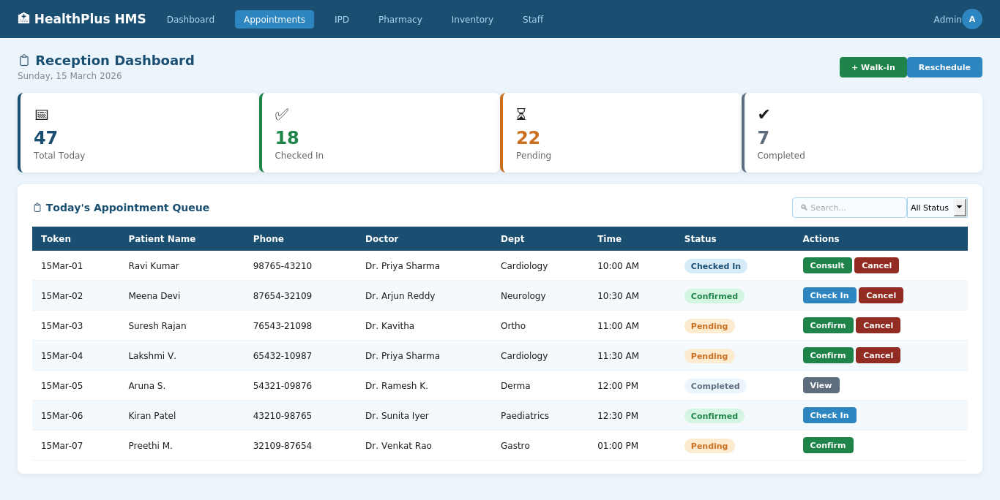 HealthPlus HMS Dashboard Appointments IPD Pharmacy Inventory Staff Admin A
Reception Dashboard
Sunday, 15 March 2026
+ Walk-in Reschedule
47
Total Today
18
Checked In
22
Pending
7
Completed
Today's Appointment Queue
Search... All Status
Token Patient Name Phone Doctor Dept Time Status Actions
15Mar-01 Ravi Kumar 98765-43210 Dr. Priya Sharma Cardiology 10:00 AM Checked In Consult Cancel
15Mar-02 Meena Devi 87654-32109 Dr. Arjun Reddy Neurology 10:30 AM Confirmed Check In Cancel
15Mar-03 Suresh Rajan 76543-21098 Dr. Kavitha Ortho 11:00 AM Pending Confirm Cancel
15Mar-04 Lakshmi V. 65432-10987 Dr. Priya Sharma Cardiology 11:30 AM Pending Confirm Cancel
15Mar-05 Aruna S. 54321-09876 Dr. Ramesh K. Derma 12:00 PM Completed View
15Mar-06 Kiran Patel 43210-98765 Dr. Sunita Iyer Paediatrics 12:30 PM Confirmed Check In
15Mar-07 Preethi M. 32109-87654 Dr. Venkat Rao Gastro 01:00 PM Pending Confirm